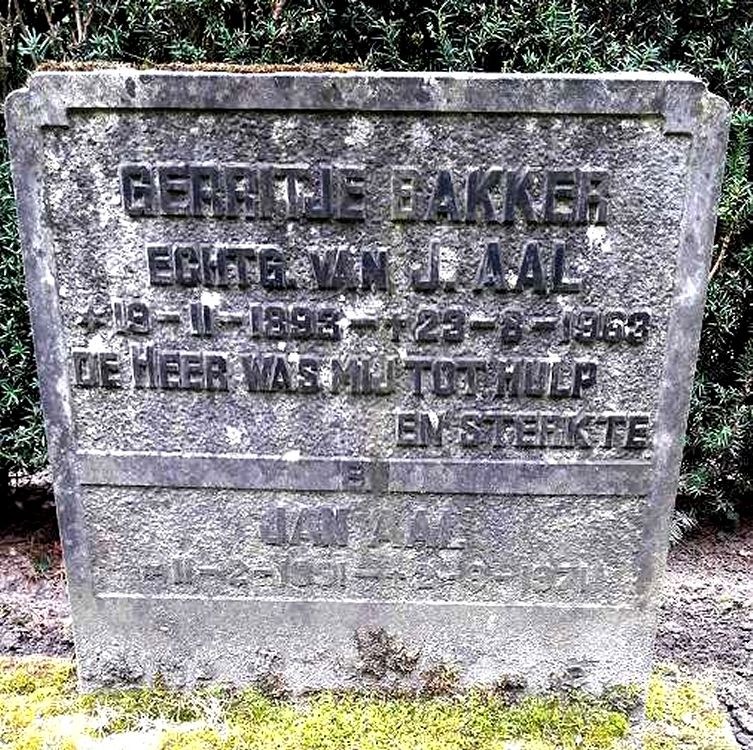 GERRITJE BAKKER
ECHTG. VAN J. AAL
* 19-11-1893 - † 23-8-1963
DE HEER WAS MIJ TOT HULP
EN STERKTE
JAN AAL